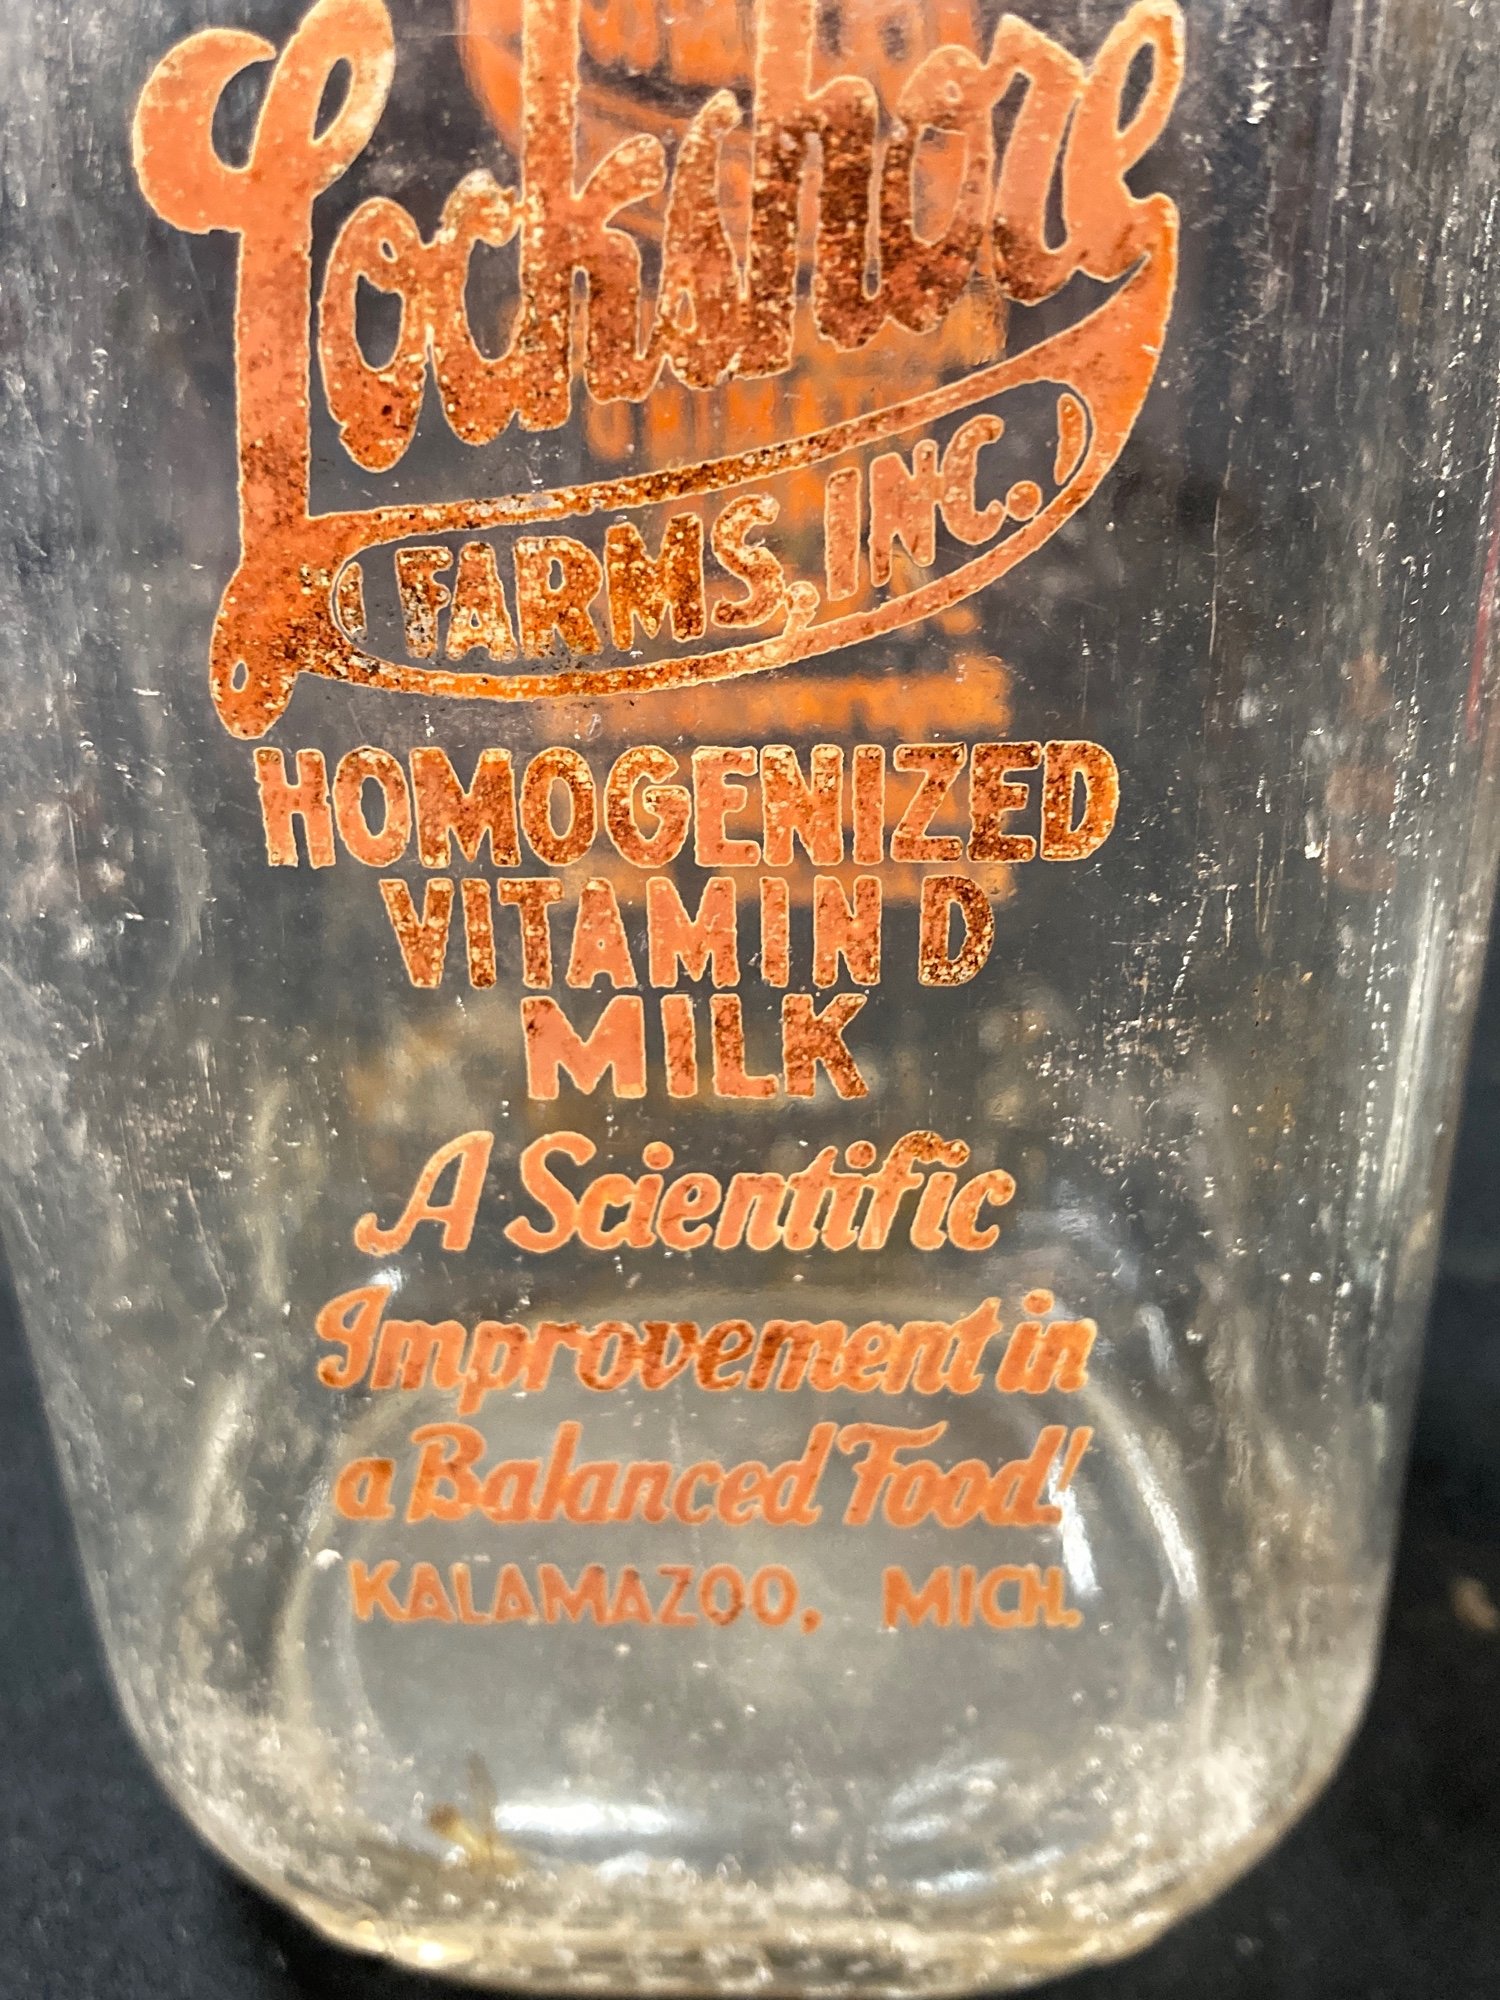 Lockshore
FARMS, INC.
HOMOGENIZED
VITAMIN D
MILK
A Scientific
Improvement in
a Balanced Food!
KALAMAZOO, MICH.